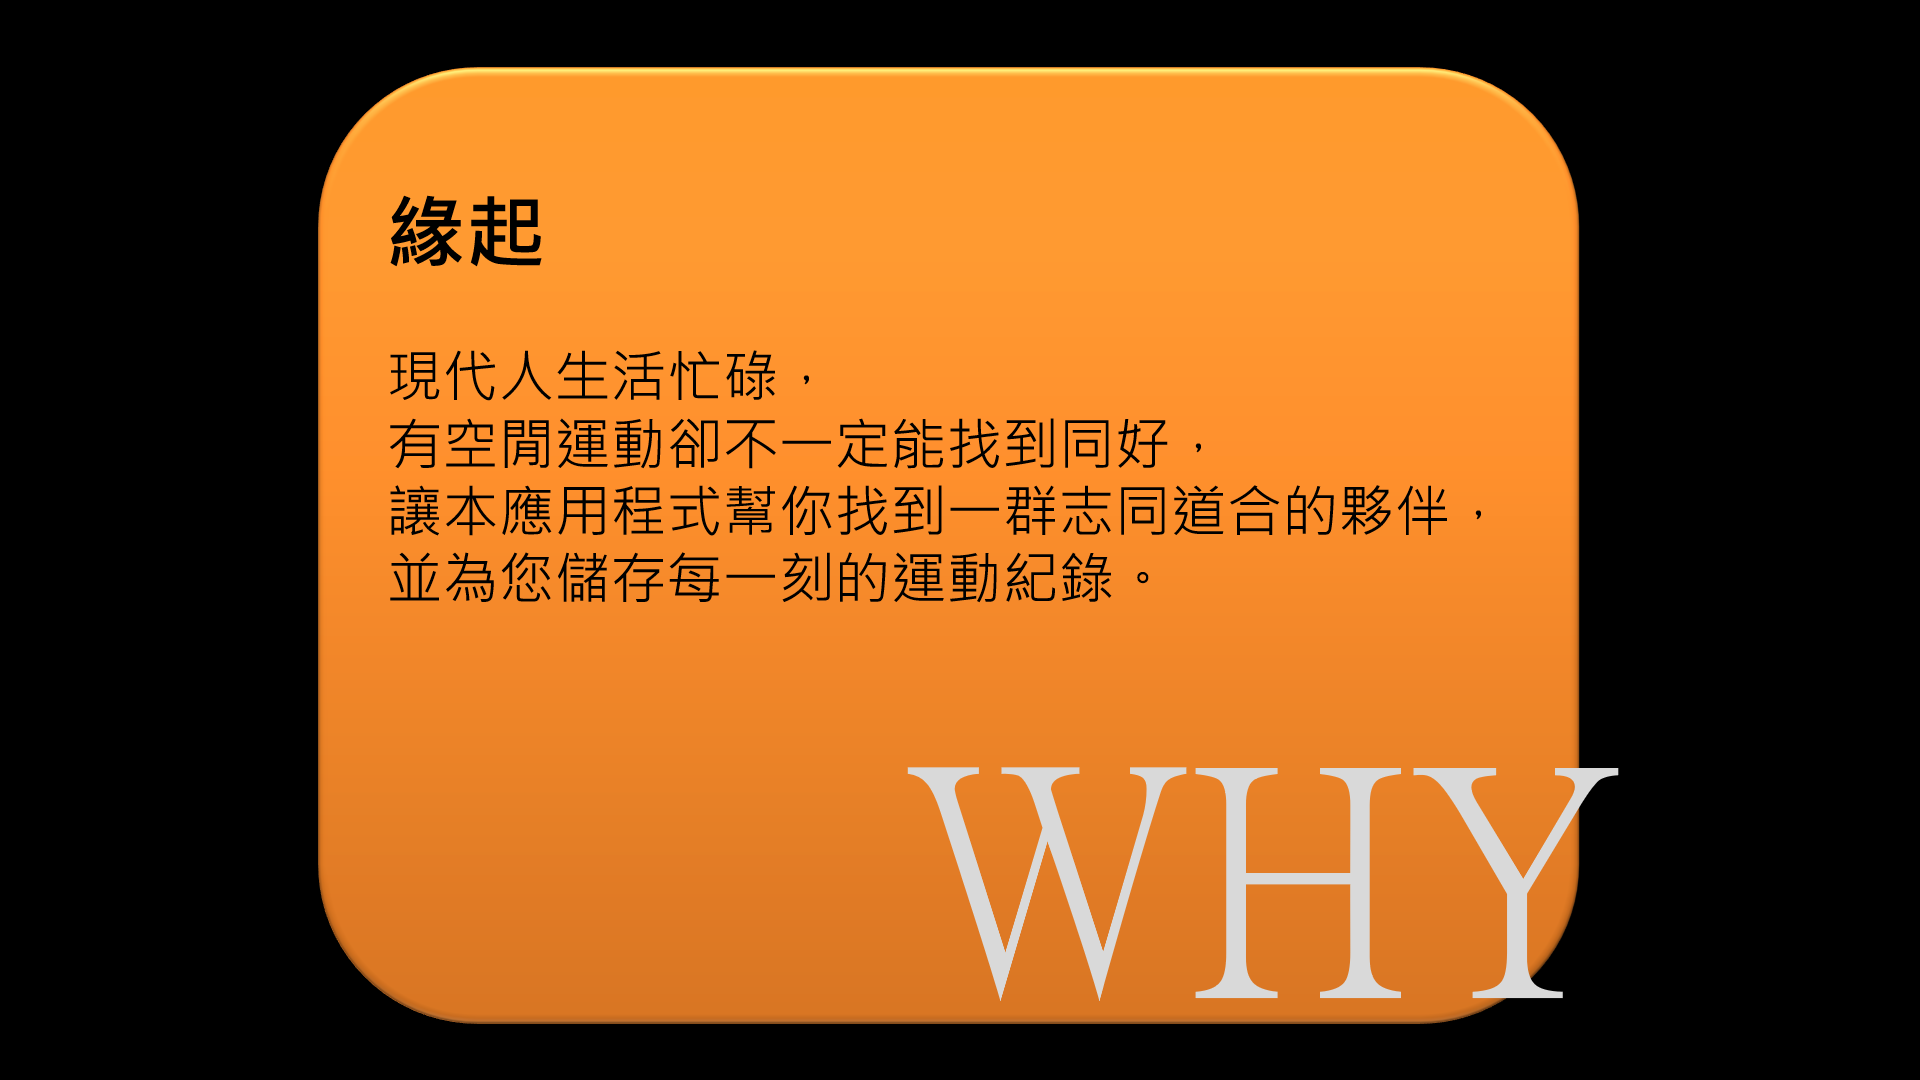 緣起
現代人生活忙碌，
有空閒運動卻不一定能找到同好，
讓本應用程式幫你找到一群志同道合的夥伴，
並為您儲存每一刻的運動紀錄。
WHY